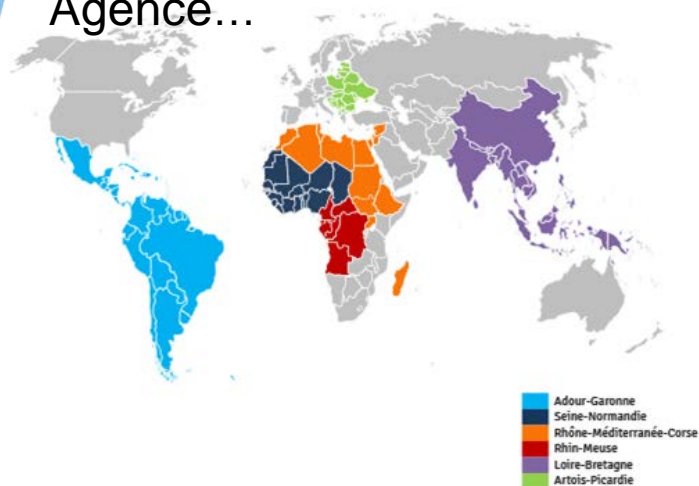 Agence...
Adour-Garonne
Seine-Normandie
Rhône-Méditerranée-Corse
Rhin-Meuse
Loire-Bretagne
Artois-Picardie